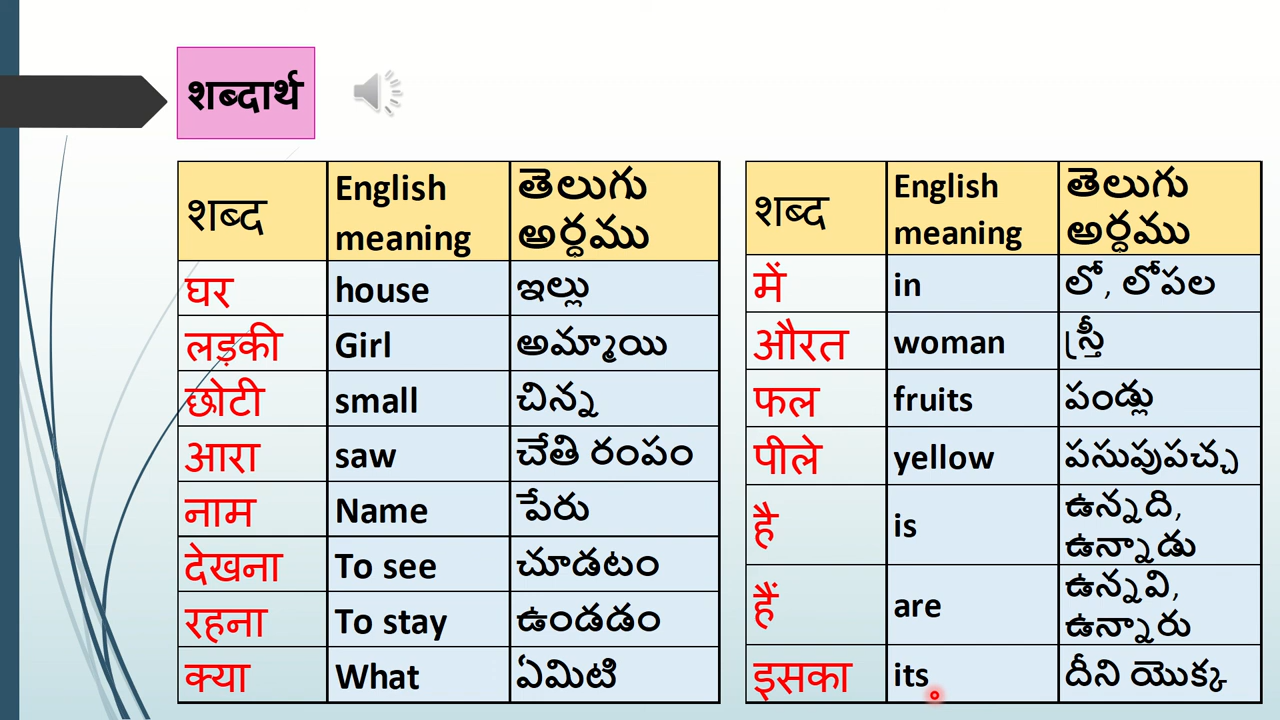 शब्दार्थ
शब्द English meaning తెలుగు అర్ధము
घर house ఇల్లు
लड़की Girl అమ్మాయి
छोटी small చిన్న
आरा saw చేతి రంపం
नाम Name పేరు
देखना To see చూడటం
रहना To stay ఉండడం
क्या What ఏమిటి
शब्द English meaning తెలుగు అర్ధము
में in లో, లోపల
औरत woman స్త్రీ
फल fruits పండ్లు
पीले yellow పసుపుపచ్చ
है is ఉన్నది, ఉన్నాడు
हैं are ఉన్నవి, ఉన్నారు
इसका its దీని యొక్క